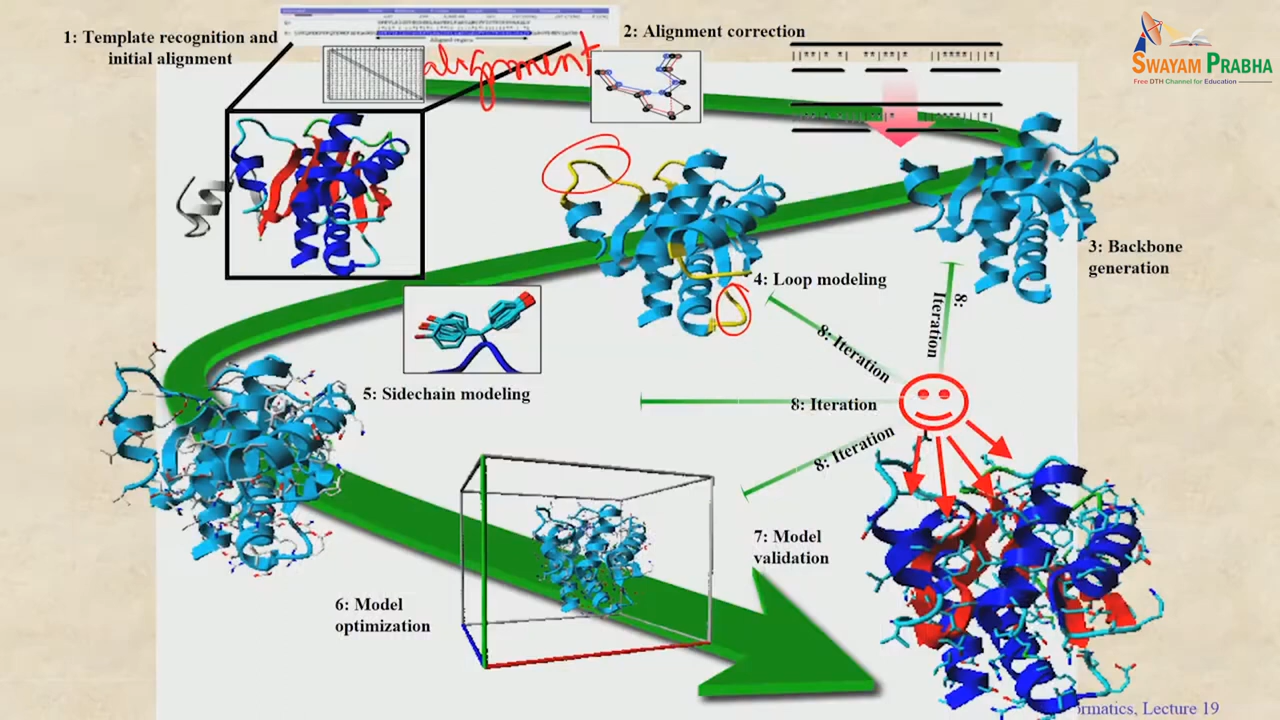 1: Template recognition and
initial alignment
alignment
2: Alignment correction
SWAYAM PRABHA
Free DTH Channel for Education
3: Backbone
generation
4: Loop modeling
8: Iteration
8: Iteration
5: Sidechain modeling
8: Iteration
8: Iteration
7: Model
validation
6: Model
optimization
rmatics, Lecture 19